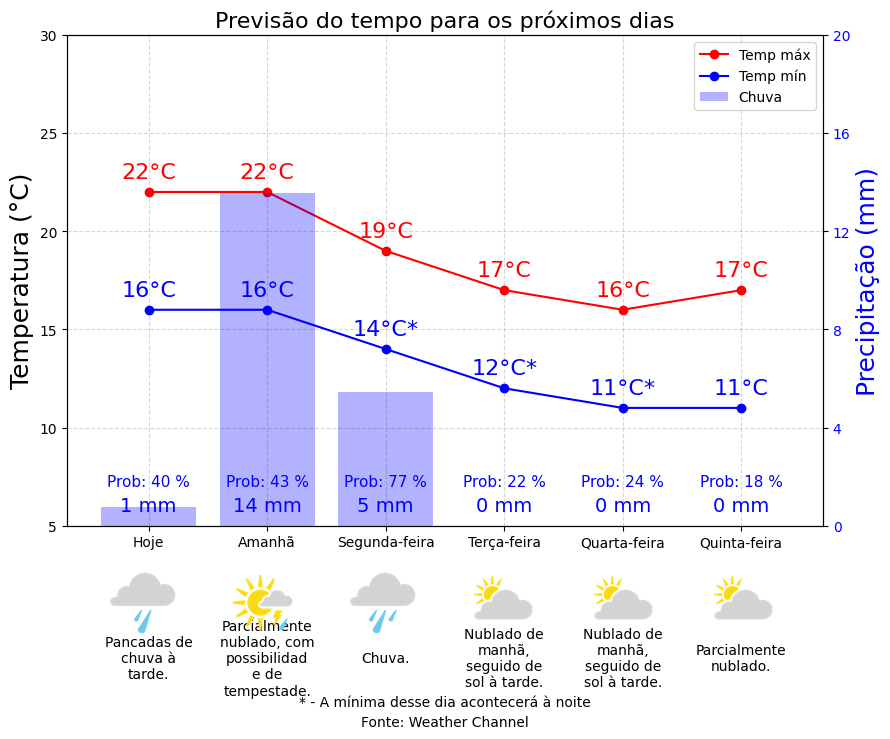 Previsão do tempo para os próximos dias
30
25
20
15
10
5
Temperatura (°C)
20
16
12
8
4
0
Precipitação (mm)
Temp máx
Temp mín
Chuva
22°C 22°C 19°C 17°C 16°C 17°C
16°C 16°C 14°C* 12°C* 11°C* 11°C
Prob: 40 % Prob: 43 % Prob: 77 % Prob: 22 % Prob: 24 % Prob: 18 %
1 mm 14 mm 5 mm 0 mm 0 mm 0 mm
Hoje Amanhã Segunda-feira Terça-feira Quarta-feira Quinta-feira
Pancadas de
chuva à
tarde.
Parcialmente
nublado, com
possibilidad
e de
tempestade.
Chuva.
Nublado de
manhã,
seguido de
sol à tarde.
Nublado de
manhã,
seguido de
sol à tarde.
Parcialmente
nublado.
* - A mínima desse dia acontecerá à noite
Fonte: Weather Channel